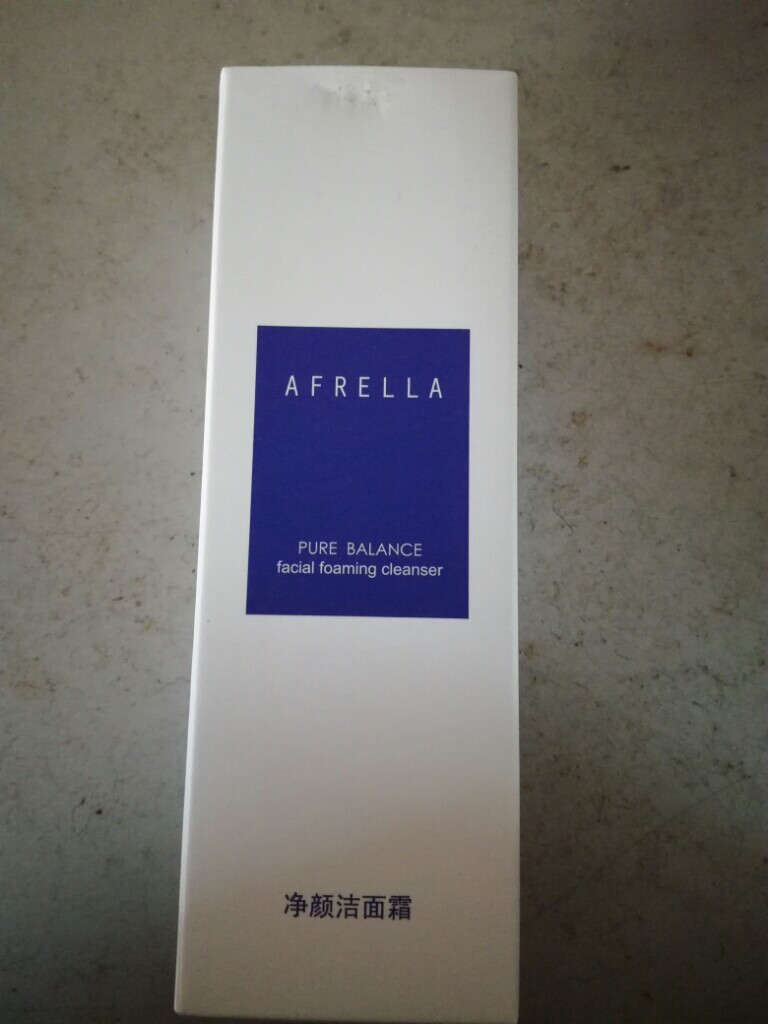 AFRELLA
PURE BALANCE
facial foaming cleanser
净颜洁面霜